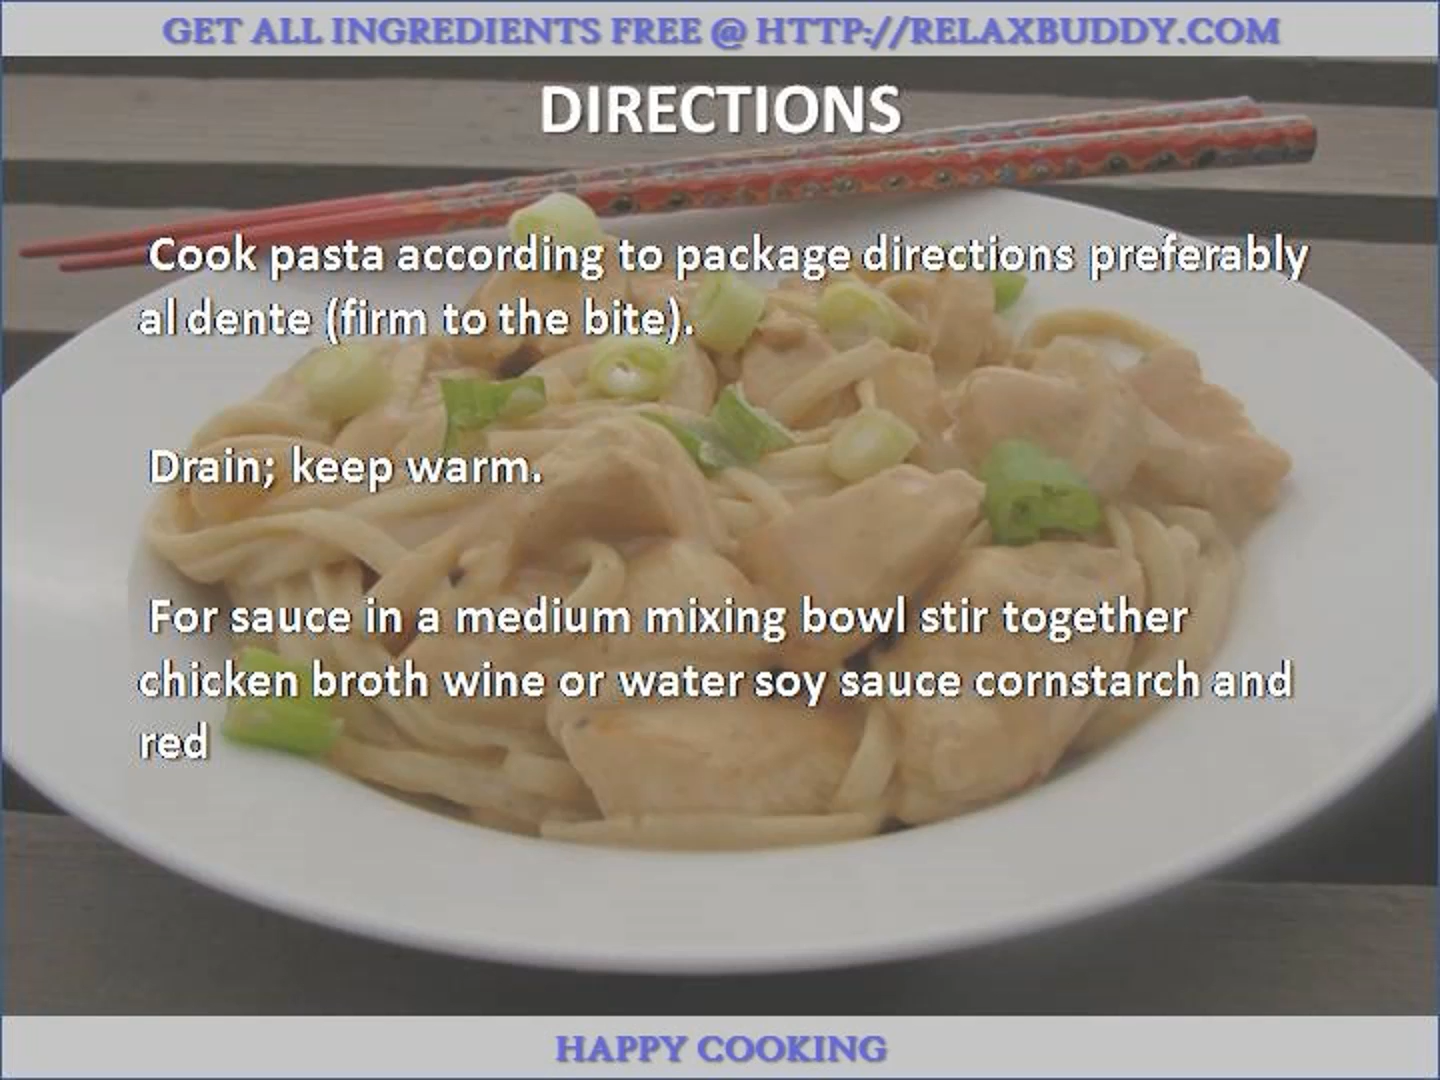 GET ALL INGREDIENTS FREE @ HTTP://RELAXBUDDY.COM
DIRECTIONS
Cook pasta according to package directions preferably
al dente (firm to the bite).
Drain; keep warm.
For sauce in a medium mixing bowl stir together
chicken broth wine or water soy sauce cornstarch and
red
HAPPY COOKING